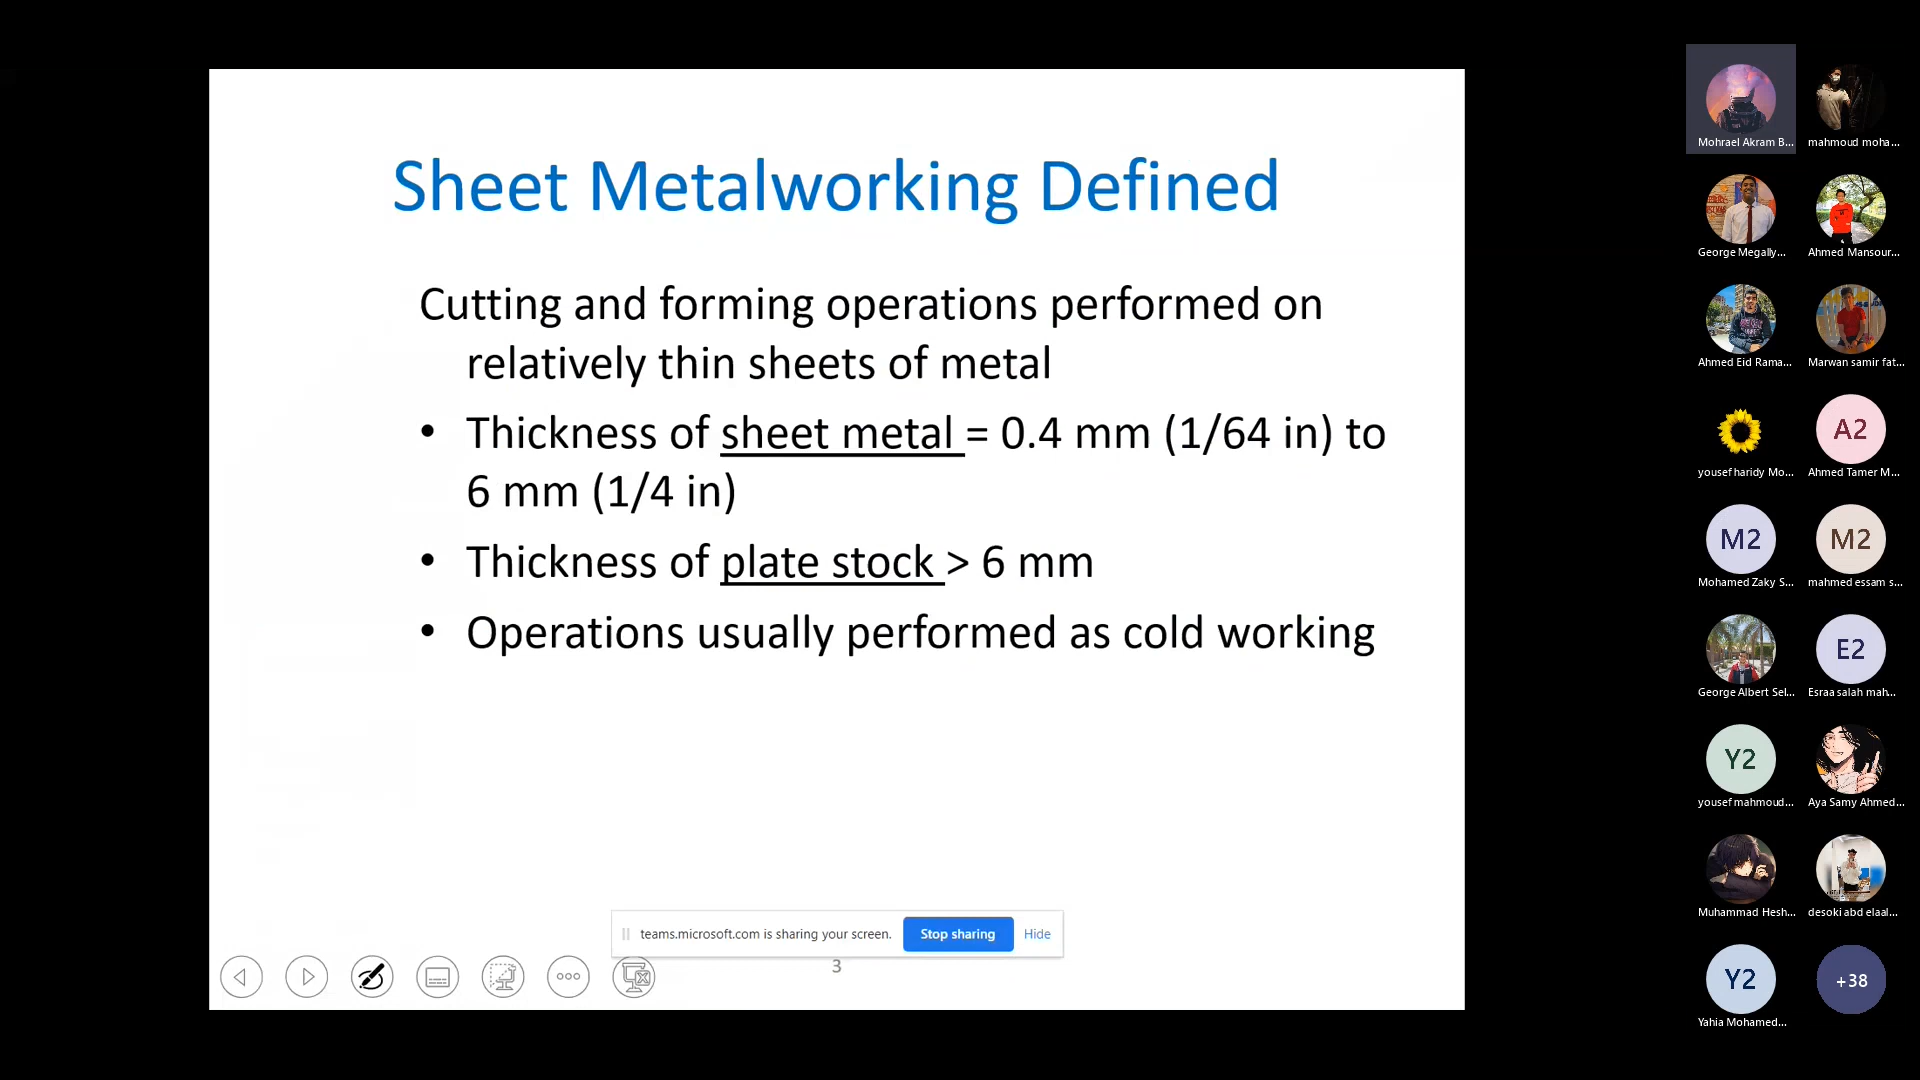 Sheet Metalworking Defined
Cutting and forming operations performed on
relatively thin sheets of metal
• Thickness of sheet metal = 0.4 mm (1/64 in) to
6 mm (1/4 in)
• Thickness of plate stock > 6 mm
• Operations usually performed as cold working
teams.microsoft.com is sharing your screen.
Stop sharing
Hide
3
Mohrael Akram B...
mahmoud moha...
George Megally...
Ahmed Mansour...
Ahmed Eid Rama...
Marwan samir fat...
yousef haridy Mo...
A2
Ahmed Tamer M...
M2
Mohamed Zaky S...
M2
mahmed essam s...
George Albert Sel...
E2
Esraa salah mah...
Y2
yousef mahmoud...
Aya Samy Ahmed...
Muhammad Hesh...
desoki abd elaal...
Y2
Yahia Mohamed...
+38